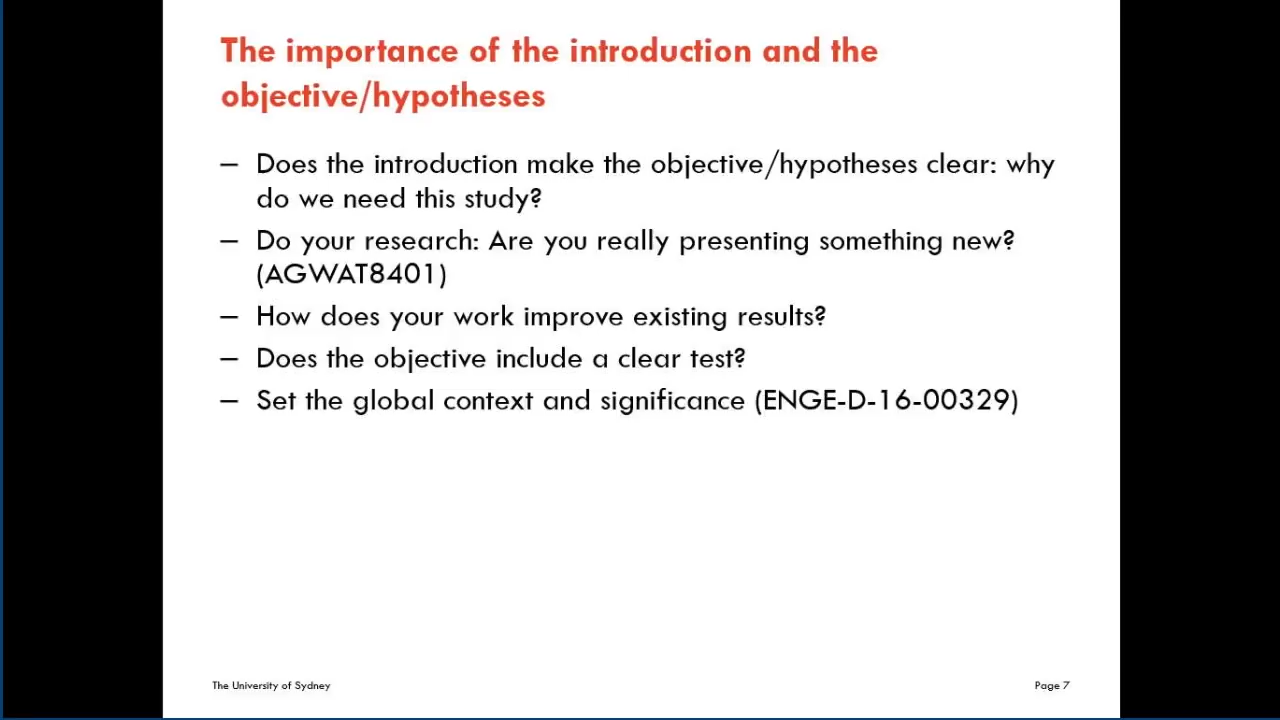 The importance of the introduction and the
objective/hypotheses
– Does the introduction make the objective/hypotheses clear: why
do we need this study?
– Do your research: Are you really presenting something new?
(AGWAT8401)
– How does your work improve existing results?
– Does the objective include a clear test?
– Set the global context and significance (ENGE-D-16-00329)
The University of Sydney
Page 7